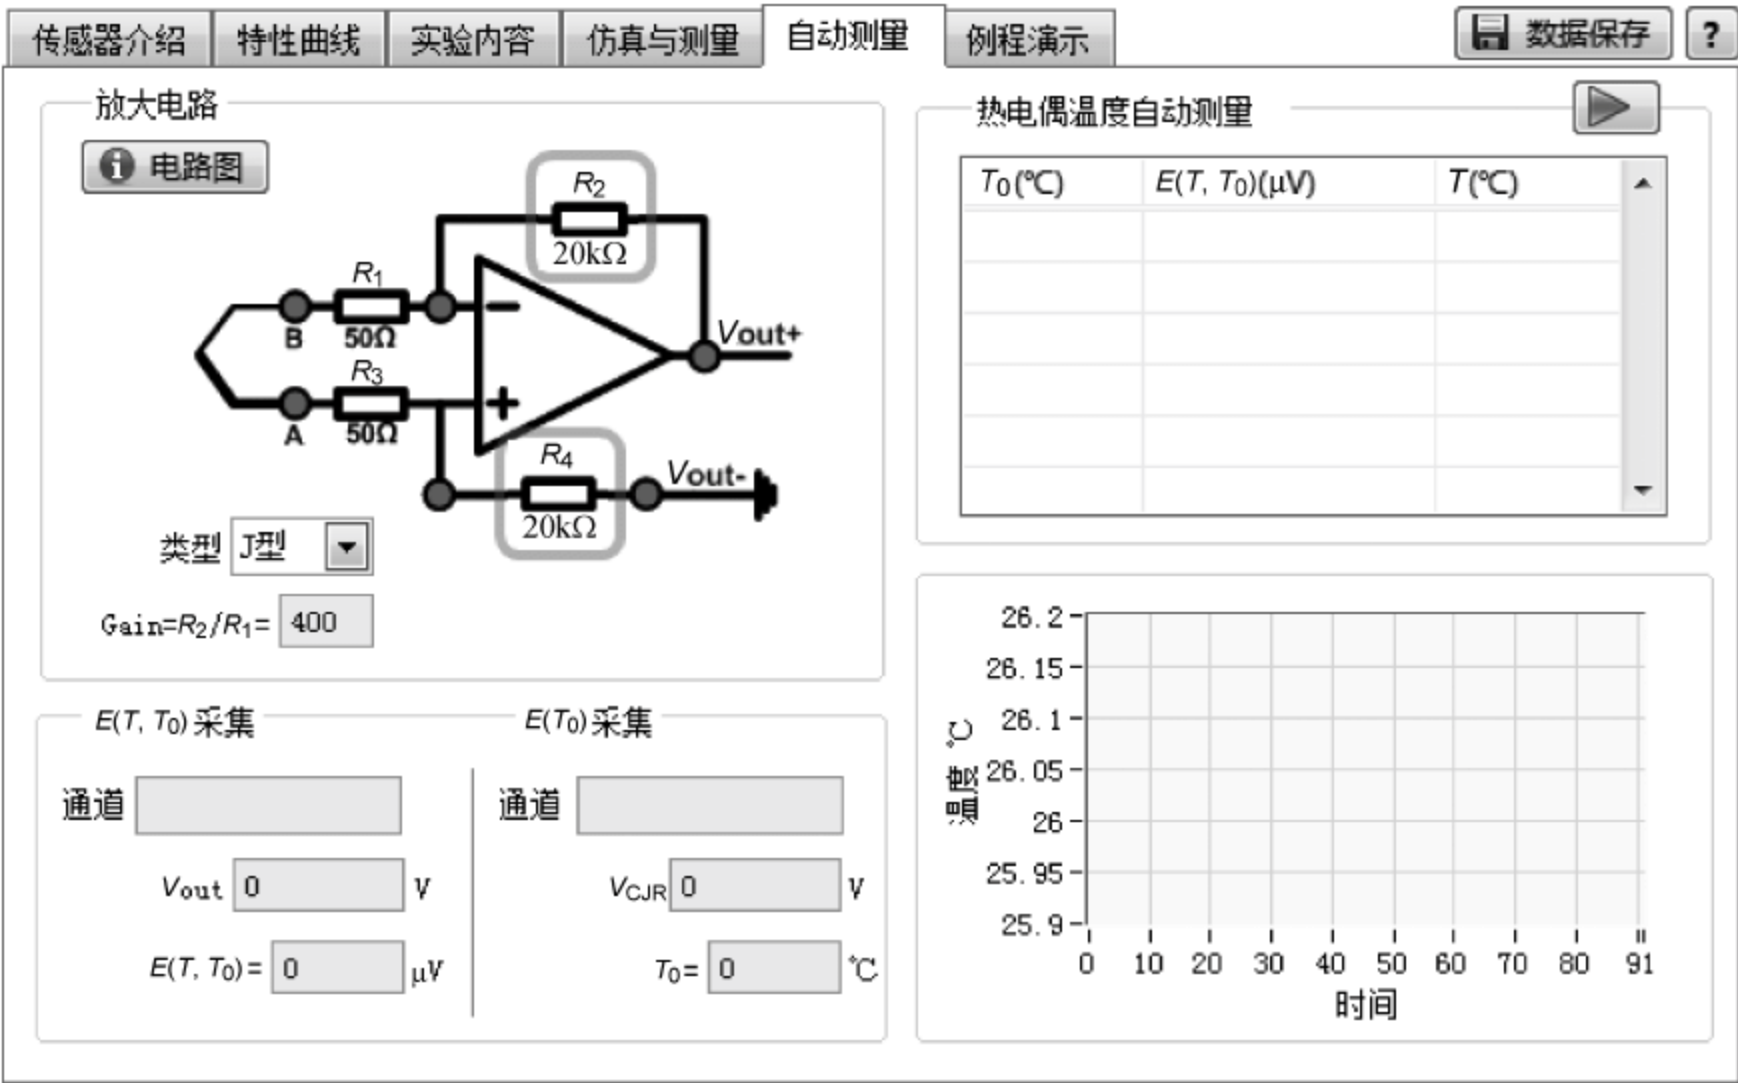 传感器介绍 特性曲线 实验内容 仿真与测量 自动测量 例程演示 数据保存 ?
放大电路
电路图
R2
20kΩ
R1
B 50Ω
Vout+
R3
A 50Ω
R4
Vout-
20kΩ
类型 J型
Gain=R2/R1= 400
E(T, T0) 采集
通道
Vout 0 V
E(T, T0)= 0 μV
E(T0) 采集
通道
VCJR 0 V
T0= 0 ℃
热电偶温度自动测量
T0(℃) E(T, T0)(μV) T(℃)
温度 ℃
26.2
26.15
26.1
26.05
26
25.95
25.9
0 10 20 30 40 50 60 70 80 91
时间